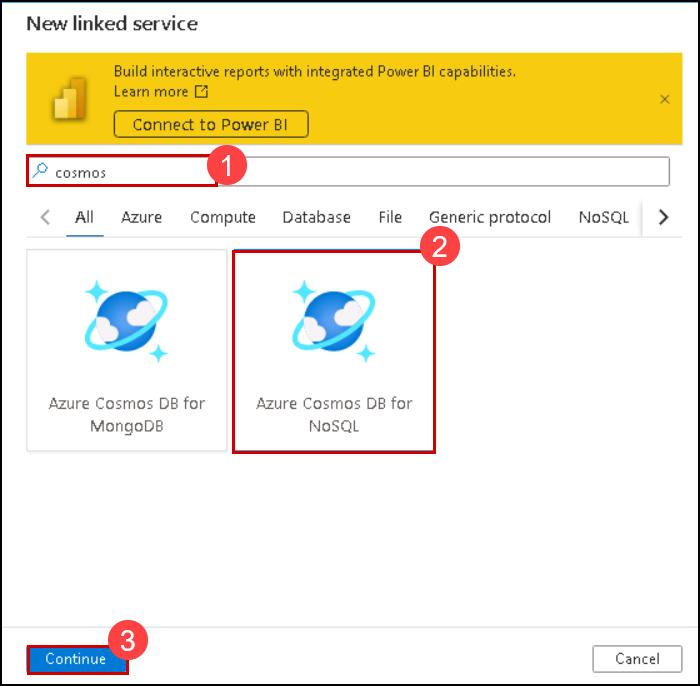 New linked service
Build interactive reports with integrated Power BI capabilities.
Learn more
Connect to Power BI
1
cosmos
All Azure Compute Database File Generic protocol NoSQL
2
Azure Cosmos DB for
MongoDB
Azure Cosmos DB for
NoSQL
3
Continue
Cancel